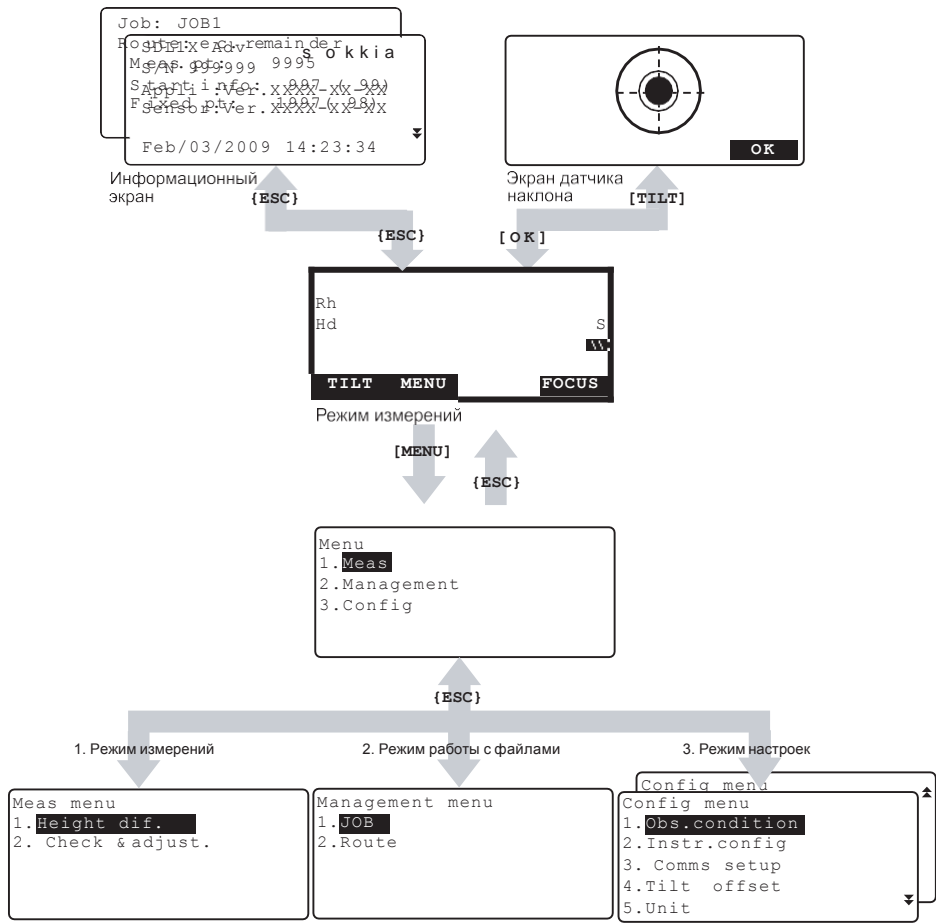 Job: JOB1
Route: e.c. remainder
sokkia
SDL1X Adv
Meas.pt: 9995
S/N 999999
Start info: 997 ( 99)
Appli :Ver.XXXX-XX-XX
Fixed pt: 1997( 98)
Sensor:Ver.XXXX-XX-XX
Feb/03/2009 14:23:34
Информационный
экран
{ESC}
OK
Экран датчика
наклона
[TILT]
{ESC}
[OK]
Rh
Hd S
TILT MENU FOCUS
Режим измерений
[MENU]
{ESC}
Menu
1.Meas
2.Management
3.Config
{ESC}
1. Режим измерений
2. Режим работы с файлами
3. Режим настроек
Meas menu
1.Height dif.
2. Check &adjust.
Management menu
1.JOB
2.Route
Config menu
Config menu
1.Obs.condition
2.Instr.config
3. Comms setup
4.Tilt offset
5.Unit